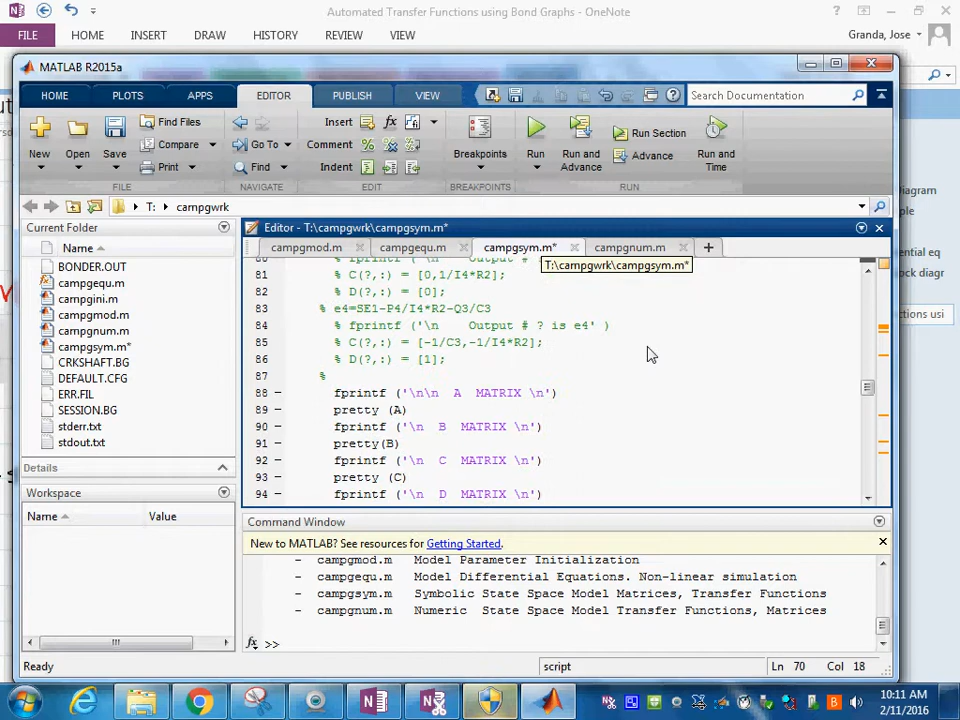 Automated Transfer Functions using Bond Graphs - OneNote
FILE HOME INSERT DRAW HISTORY REVIEW VIEW Granda, Jose
MATLAB R2015a
HOME PLOTS APPS EDITOR PUBLISH VIEW Search Documentation
New Open Save
Find Files
Compare
Print
FILE
Go To
Find
NAVIGATE
Insert
Comment
Indent
EDIT
Breakpoints
BREAKPOINTS
Run
Run and Advance
Run Section
Advance
Run and Time
RUN
T: campgwrk
Current Folder
Name
BONDER.OUT
campgequ.m
campgini.m
campgmod.m
campgnum.m
campgsym.m*
CRKSHAFT.BG
DEFAULT.CFG
ERR.FIL
SESSION.BG
stderr.txt
stdout.txt
Details
Workspace
Name Value
Editor - T:\campgwrk\campgsym.m*
campgmod.m campgequ.m campgsym.m* campgnum.m
T:\campgwrk\campgsym.m*
81 % C(?,:) = [0,1/I4*R2];
82 % D(?,:) = [0];
83 % e4=SE1-P4/I4*R2-Q3/C3
84 % fprintf ('\n Output # ? is e4' )
85 % C(?,:) = [-1/C3,-1/I4*R2];
86 % D(?,:) = [1];
87 %
88 - fprintf ('\n\n A MATRIX \n')
89 - pretty (A)
90 - fprintf ('\n B MATRIX \n')
91 - pretty(B)
92 - fprintf ('\n C MATRIX \n')
93 - pretty (C)
94 - fprintf ('\n D MATRIX \n')
Command Window
New to MATLAB? See resources for Getting Started.
- campgmod.m Model Parameter Initialization
- campgequ.m Model Differential Equations. Non-linear simulation
- campgsym.m Symbolic State Space Model Matrices, Transfer Functions
- campgnum.m Numeric State Space Model Transfer Functions, Matrices
fx >>
Ready script Ln 70 Col 18
10:11 AM
2/11/2016